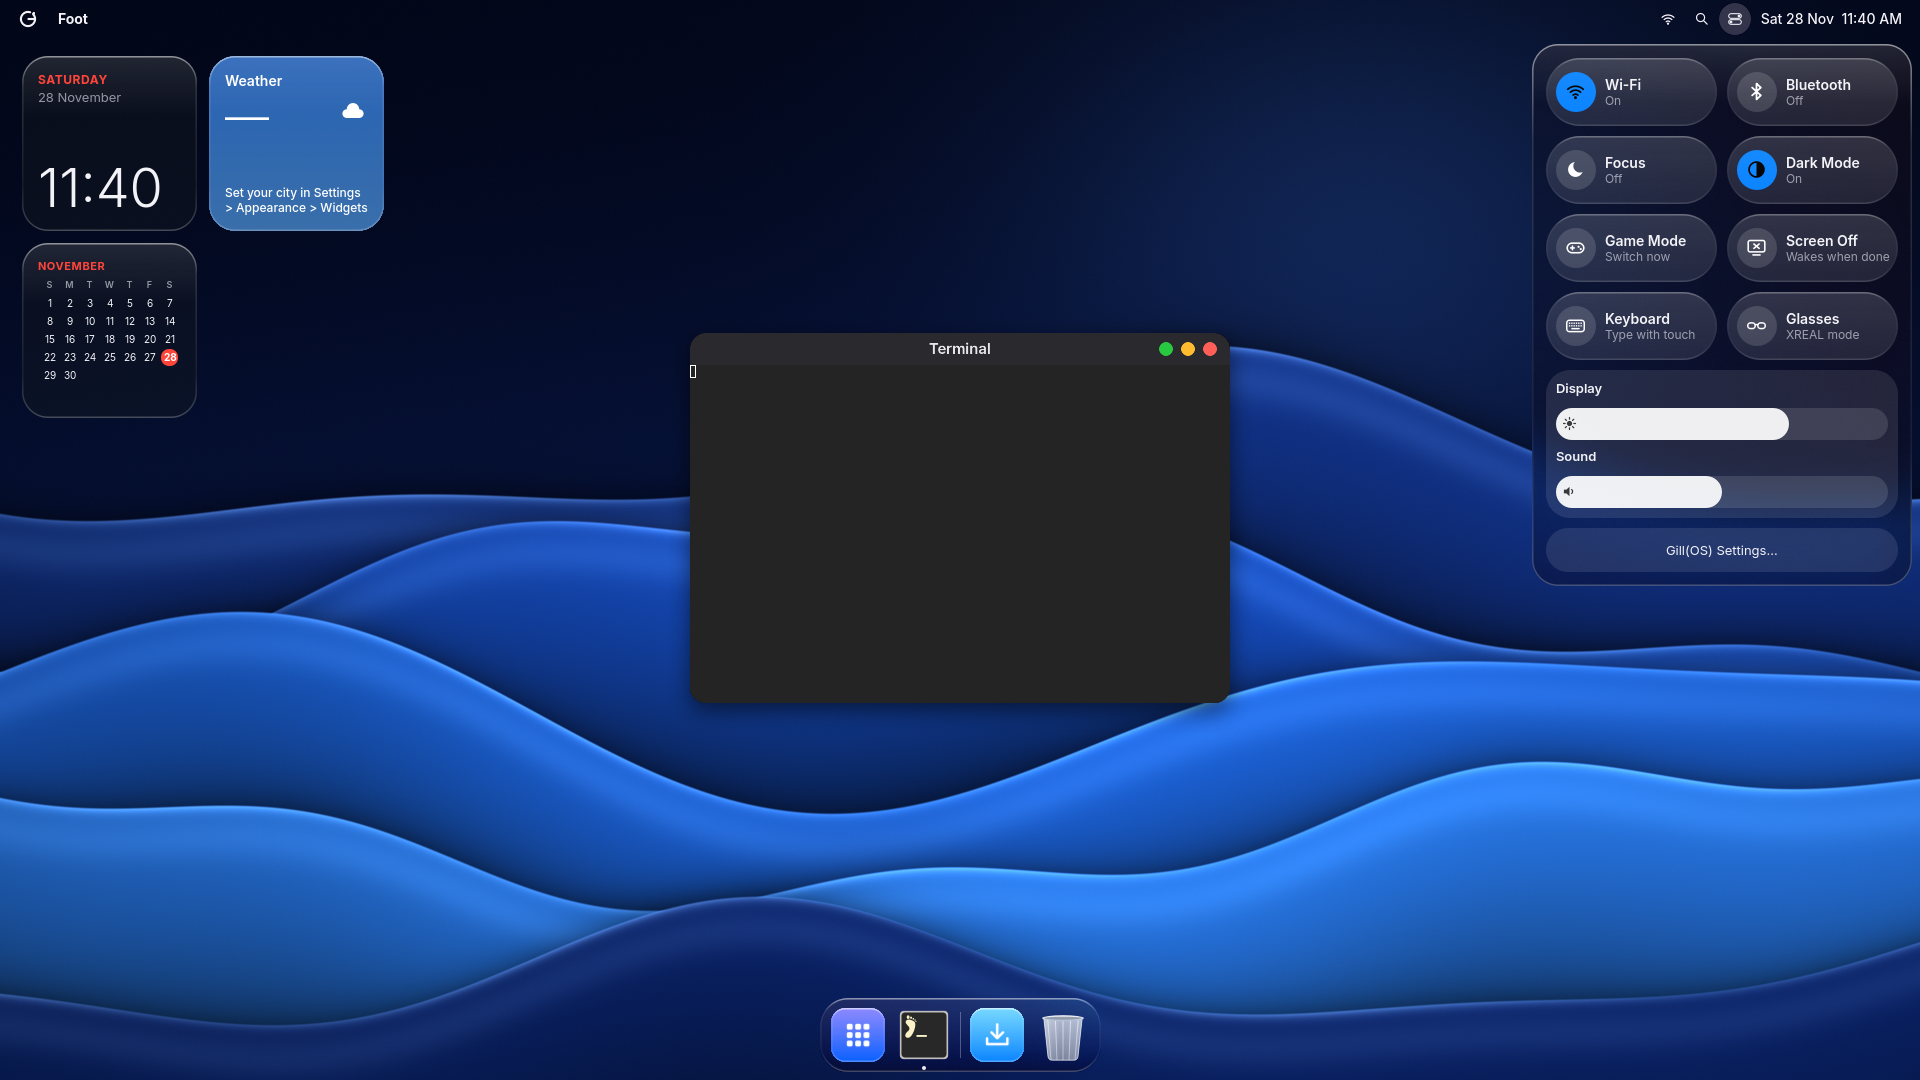 Foot
Sat 28 Nov 11:40 AM
SATURDAY
28 November
11:40
Weather
Set your city in Settings
> Appearance > Widgets
NOVEMBER
S M T W T F S
1 2 3 4 5 6 7
8 9 10 11 12 13 14
15 16 17 18 19 20 21
22 23 24 25 26 27 28
29 30
Terminal
Wi-Fi
On
Bluetooth
Off
Focus
Off
Dark Mode
On
Game Mode
Switch now
Screen Off
Wakes when done
Keyboard
Type with touch
Glasses
XREAL mode
Display
Sound
Gill(OS) Settings...